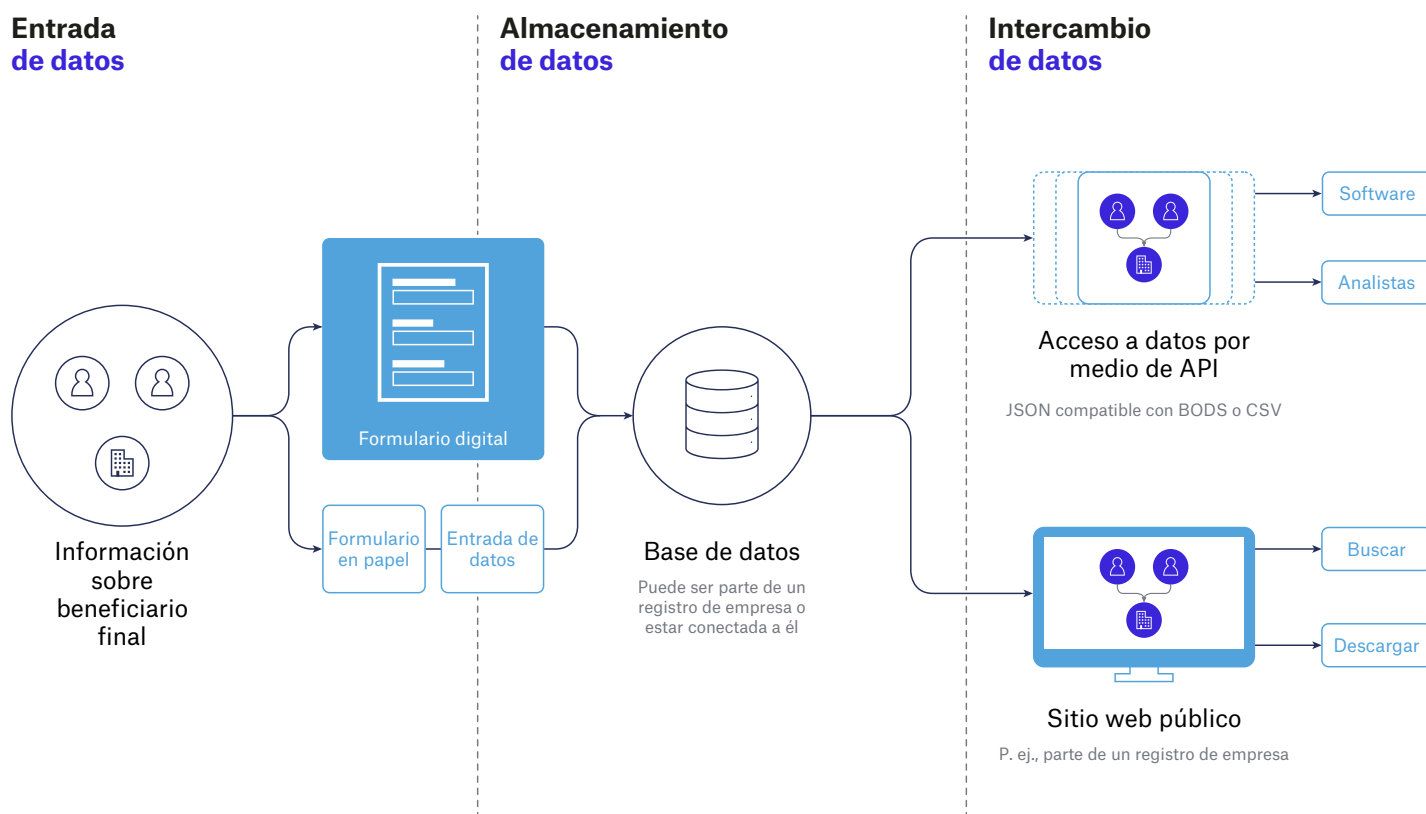 Entrada
de datos
Almacenamiento
de datos
Intercambio
de datos
Información
sobre
beneficiario
final
Formulario digital
Formulario
en papel
Entrada de
datos
Base de datos
Puede ser parte de un
registro de empresa o
estar conectada a él
Acceso a datos por
medio de API
JSON compatible con BODS o CSV
Software
Analistas
Sitio web público
P. ej., parte de un registro de empresa
Buscar
Descargar